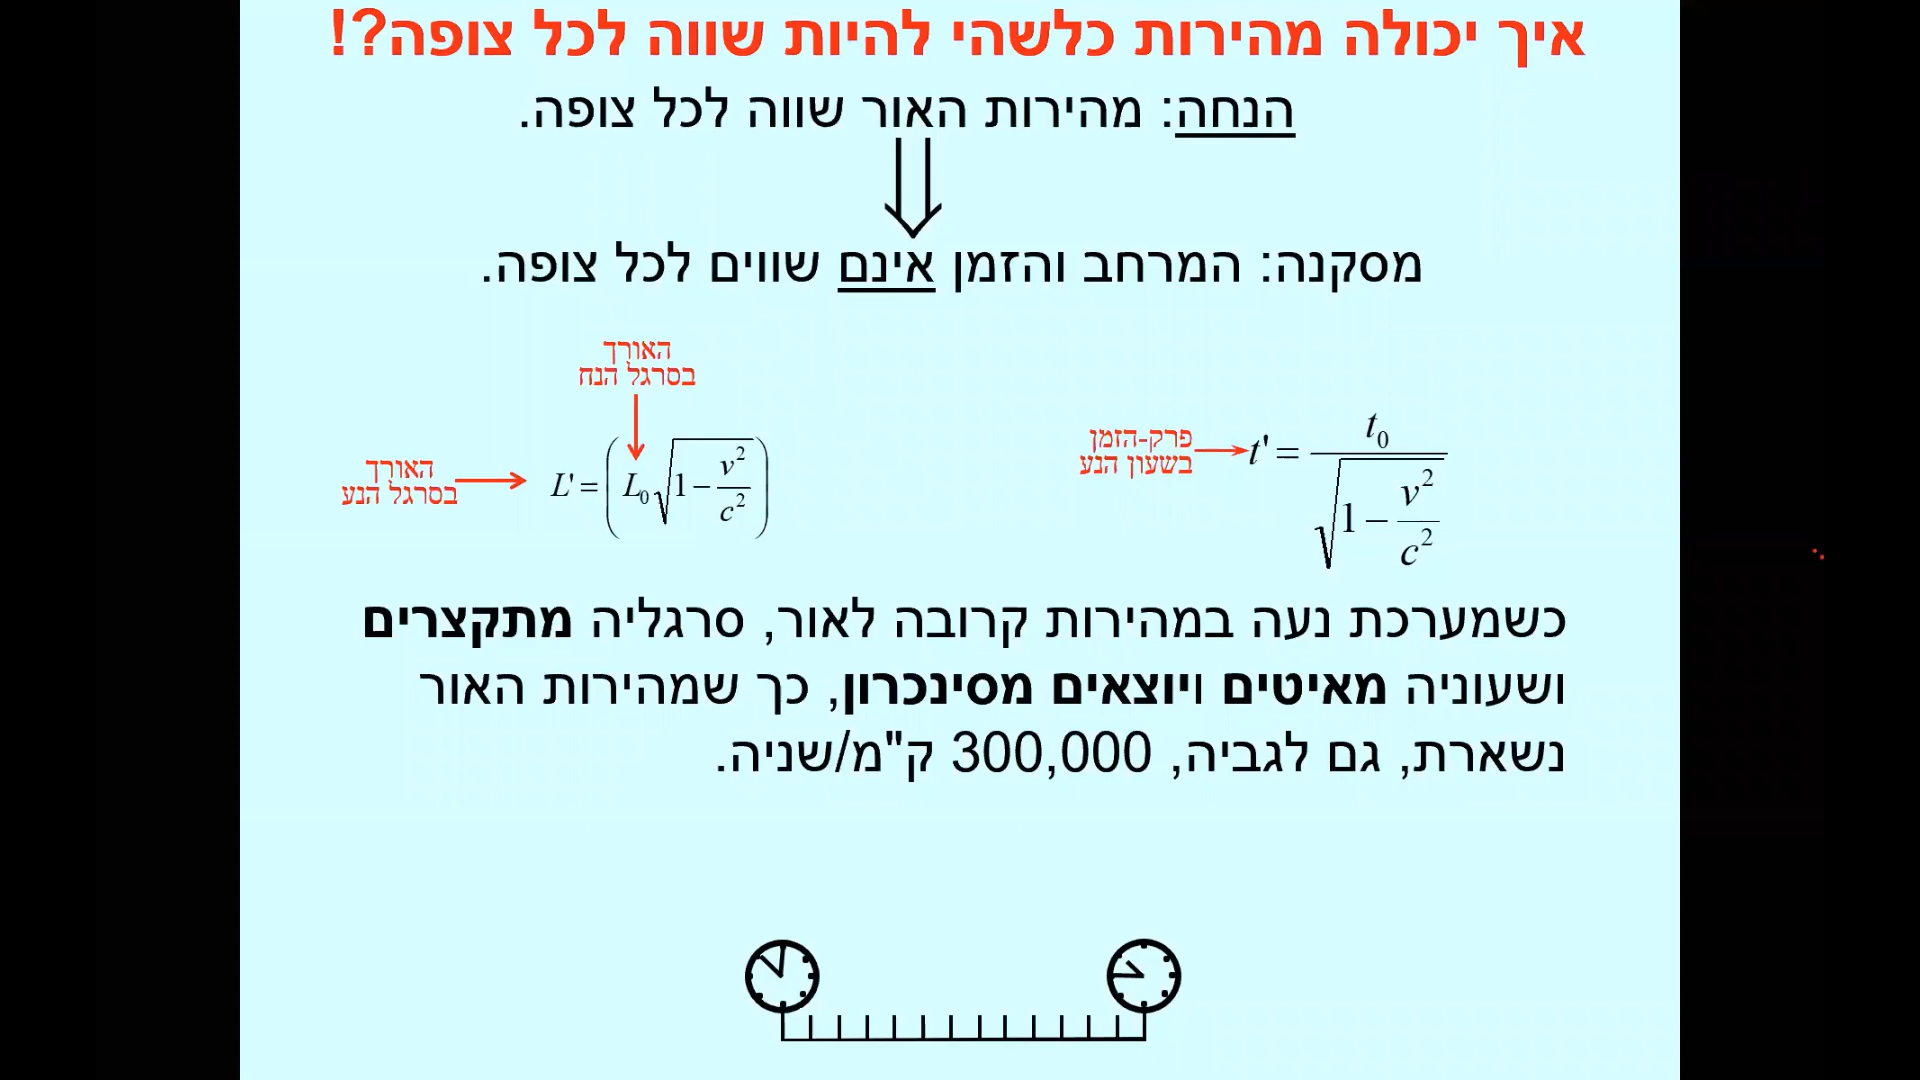 איך יכולה מהירות כלשהי להיות שווה לכל צופה?!
הנחה: מהירות האור שווה לכל צופה.
מסקנה: המרחב והזמן אינם שווים לכל צופה.
פרק-הזמן
בשעון הנע
t' = t₀ / √(1 − v²/c²)
האורך
בסרגל הנח
האורך
בסרגל הנע
L' = (L₀ √(1 − v²/c²))
כשמערכת נעה במהירות קרובה לאור, סרגליה מתקצרים
ושעוניה מאיטים ויוצאים מסינכרון, כך שמהירות האור
נשארת, גם לגביה, 300,000 ק"מ/שניה.